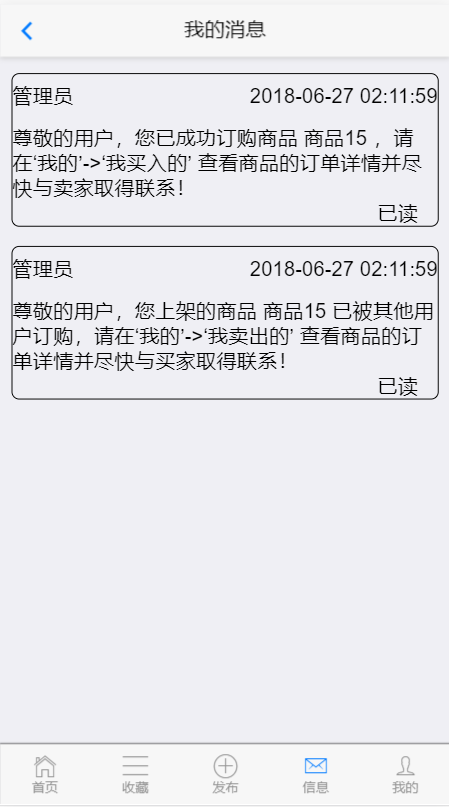 我的消息
管理员 2018-06-27 02:11:59
尊敬的用户，您已成功订购商品 商品15 ，请
在‘我的’->‘我买入的’ 查看商品的订单详情并尽
快与卖家取得联系！
已读
管理员 2018-06-27 02:11:59
尊敬的用户，您上架的商品 商品15 已被其他用
户订购，请在‘我的’->‘我卖出的’ 查看商品的订
单详情并尽快与买家取得联系！
已读
首页 收藏 发布 信息 我的